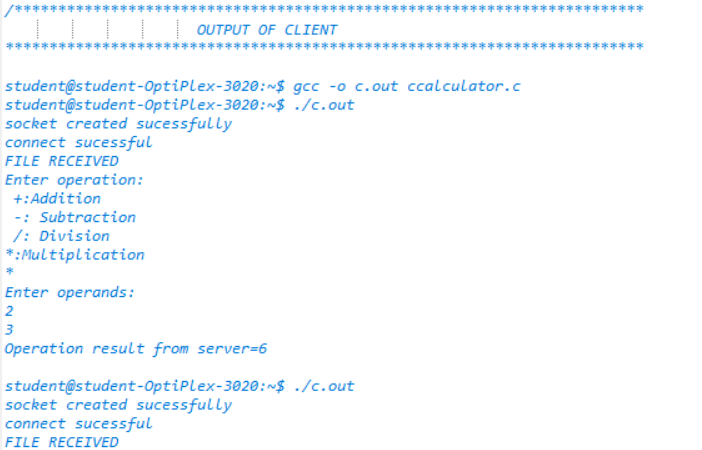 /*************************************************************************
OUTPUT OF CLIENT
**************************************************************************
student@student-OptiPlex-3020:~$ gcc -o c.out ccalculator.c
student@student-OptiPlex-3020:~$ ./c.out
socket created sucessfully
connect sucessful
FILE RECEIVED
Enter operation:
+:Addition
-: Subtraction
/: Division
*:Multiplication
*
Enter operands:
2
3
Operation result from server=6
student@student-OptiPlex-3020:~$ ./c.out
socket created sucessfully
connect sucessful
FILE RECEIVED